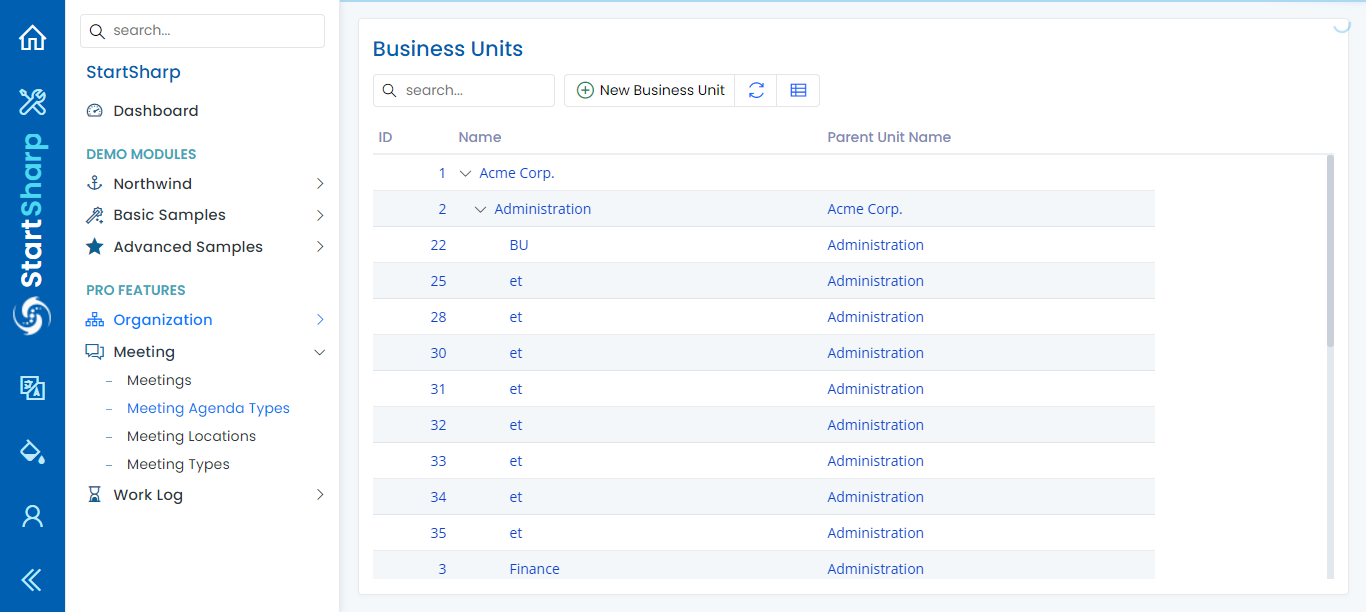 StartSharp
search...
StartSharp
Dashboard
DEMO MODULES
Northwind
Basic Samples
Advanced Samples
PRO FEATURES
Organization
Meeting
Meetings
Meeting Agenda Types
Meeting Locations
Meeting Types
Work Log
Business Units
search...
New Business Unit
ID Name Parent Unit Name
1 Acme Corp.
2 Administration Acme Corp.
22 BU Administration
25 et Administration
28 et Administration
30 et Administration
31 et Administration
32 et Administration
33 et Administration
34 et Administration
35 et Administration
3 Finance Administration